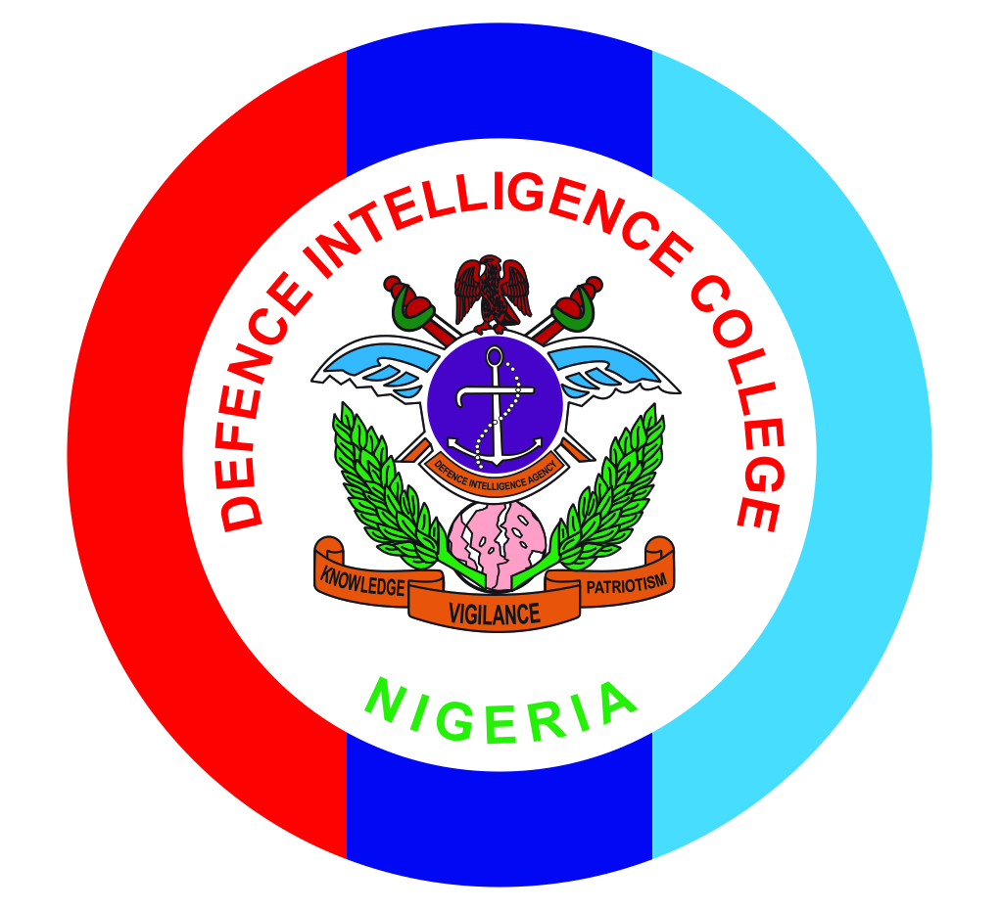 DEFENCE INTELLIGENCE COLLEGE
DEFENCE INTELLIGENCE AGENCY
KNOWLEDGE
VIGILANCE
PATRIOTISM
NIGERIA